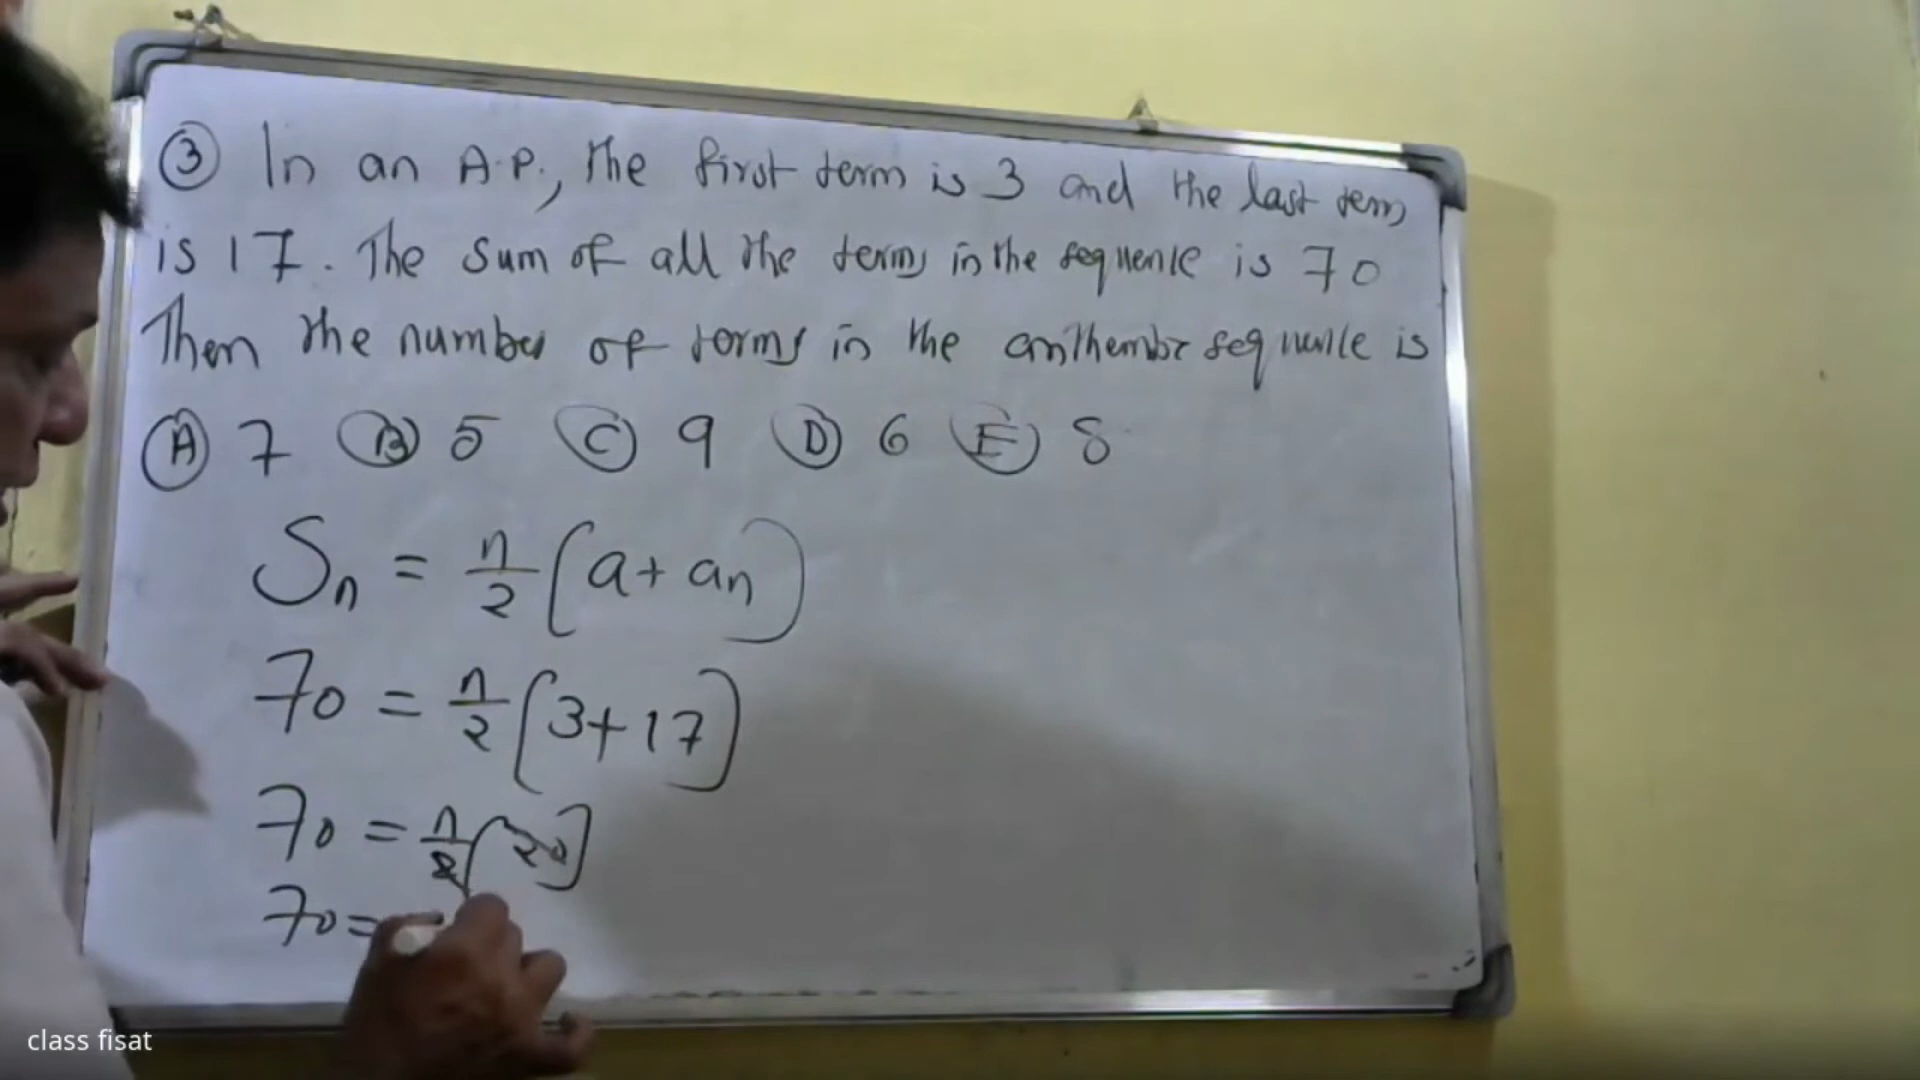 ③ In an A.P., the first term is 3 and the last term
is 17. The sum of all the terms in the sequence is 70
Then the number of terms in the arithmetic sequence is
Ⓐ 7 Ⓑ 5 Ⓒ 9 Ⓓ 6 Ⓔ 8
Sn = n/2 (a + an)
70 = n/2 (3 + 17)
70 = n/2 (20)
70 =
class fisat